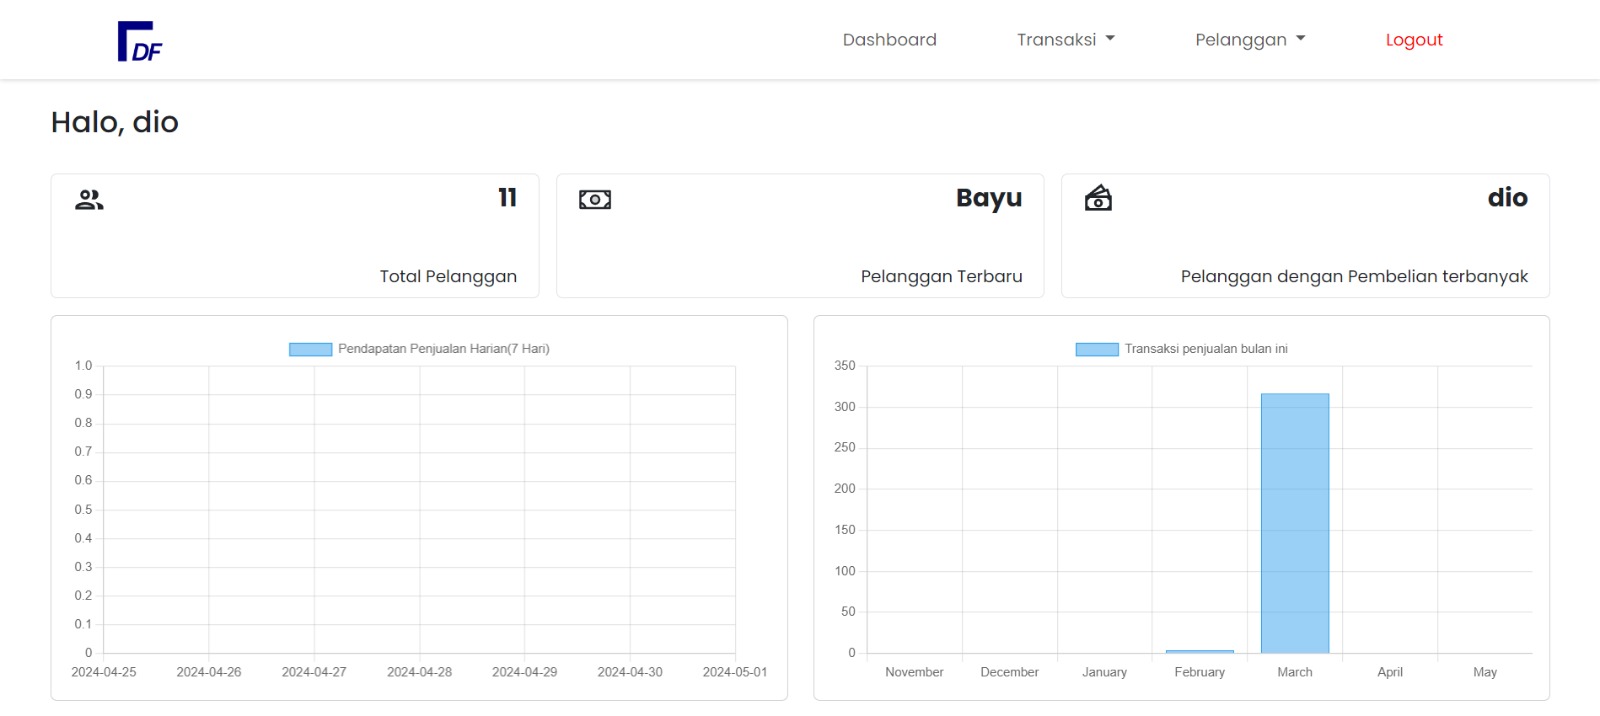 DF
Dashboard Transaksi Pelanggan Logout
Halo, dio
11
Total Pelanggan
Bayu
Pelanggan Terbaru
dio
Pelanggan dengan Pembelian terbanyak
Pendapatan Penjualan Harian(7 Hari)
1.0
0.9
0.8
0.7
0.6
0.5
0.4
0.3
0.2
0.1
0
2024-04-25 2024-04-26 2024-04-27 2024-04-28 2024-04-29 2024-04-30 2024-05-01
Transaksi penjualan bulan ini
350
300
250
200
150
100
50
0
November December January February March April May